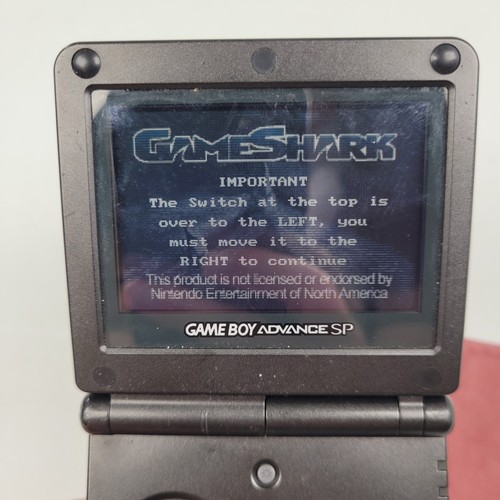 GAMESHARK
IMPORTANT
The Switch at the top is
over to the LEFT, you
must move it to the
RIGHT to continue
This product is not licensed or endorsed by
Nintendo Entertainment of North America
GAME BOY ADVANCE SP